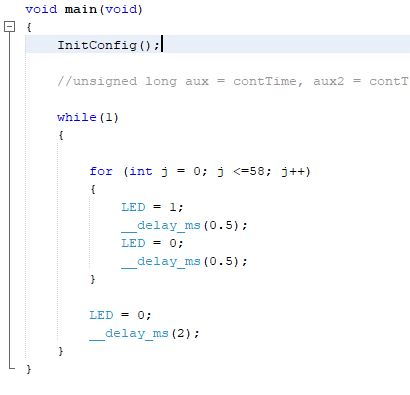 void main(void)
{
InitConfig();
//unsigned long aux = contTime, aux2 = contT
while(1)
{
for (int j = 0; j <=58; j++)
{
LED = 1;
__delay_ms(0.5);
LED = 0;
__delay_ms(0.5);
}
LED = 0;
__delay_ms(2);
}
}